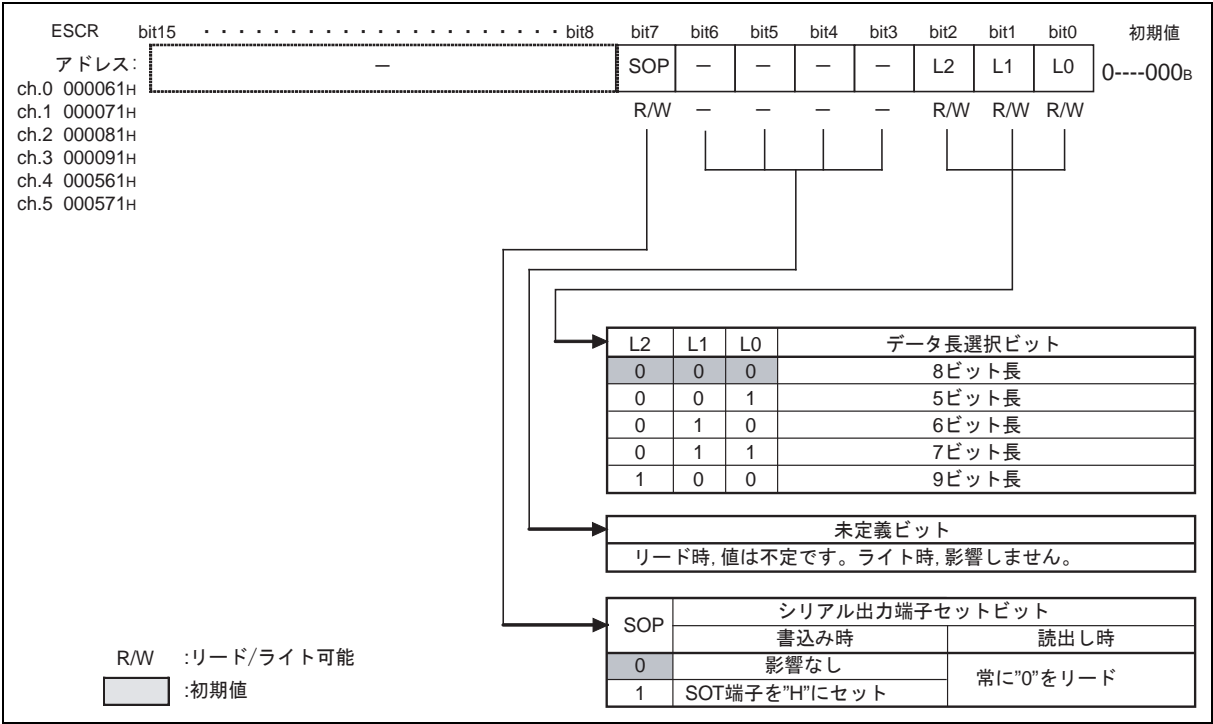 ESCR bit15 ・・・・・・・・・・・・・・・・・・・・・・ bit8 bit7 bit6 bit5 bit4 bit3 bit2 bit1 bit0 初期値
アドレス: － SOP － － － － L2 L1 L0 0----000B
ch.0 000061H
ch.1 000071H R/W － － － － R/W R/W R/W
ch.2 000081H
ch.3 000091H
ch.4 000561H
ch.5 000571H
L2 L1 L0 データ長選択ビット
0 0 0 8ビット長
0 0 1 5ビット長
0 1 0 6ビット長
0 1 1 7ビット長
1 0 0 9ビット長
未定義ビット
リード時, 値は不定です。ライト時, 影響しません。
SOP シリアル出力端子セットビット
書込み時 読出し時
0 影響なし 常に"0"をリード
1 SOT端子を"H"にセット
R/W :リード/ライト可能
:初期値